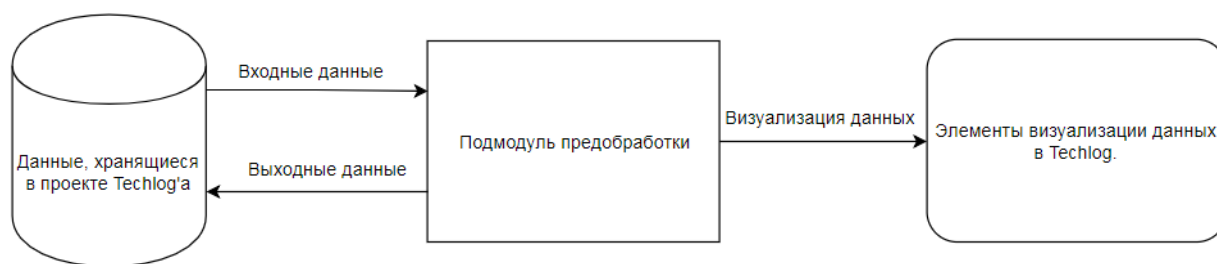 Входные данные
Визуализация данных
Подмодуль предобработки
Элементы визуализации данных
в Techlog.
Данные, хранящиеся
в проекте Techlog'а
Выходные данные